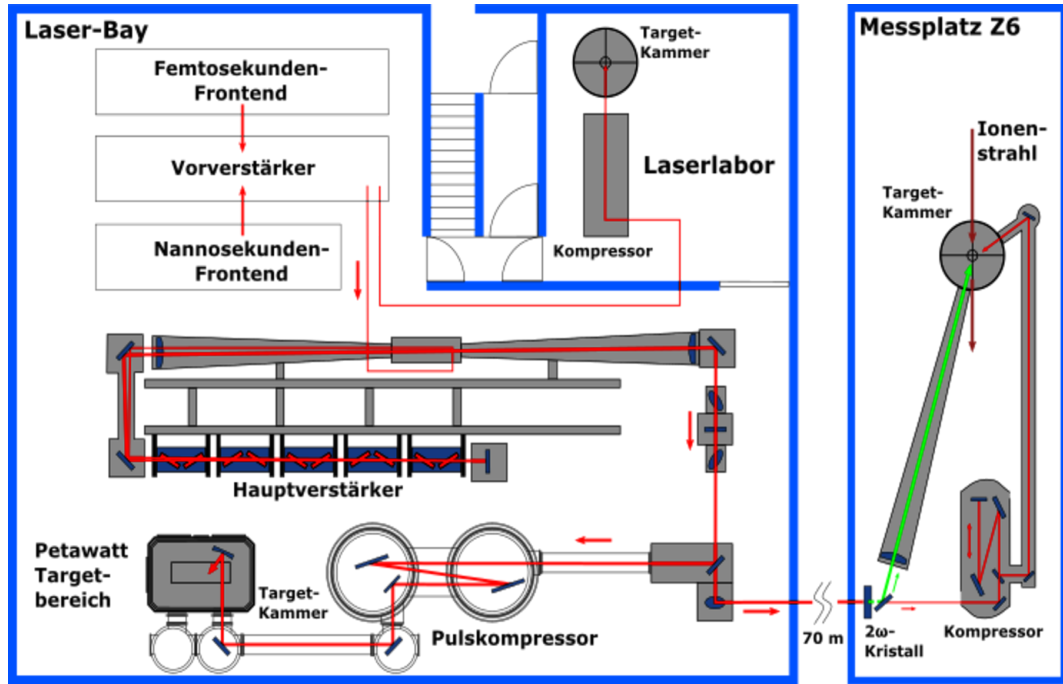 Laser-Bay
Femtosekunden-
Frontend
Vorverstärker
Nannosekunden-
Frontend
Target-
Kammer
Laserlabor
Kompressor
Hauptverstärker
Petawatt
Target-
bereich
Target-
Kammer
Pulskompressor
70 m
Messplatz Z6
Ionen-
strahl
Target-
Kammer
2ω-
Kristall
Kompressor